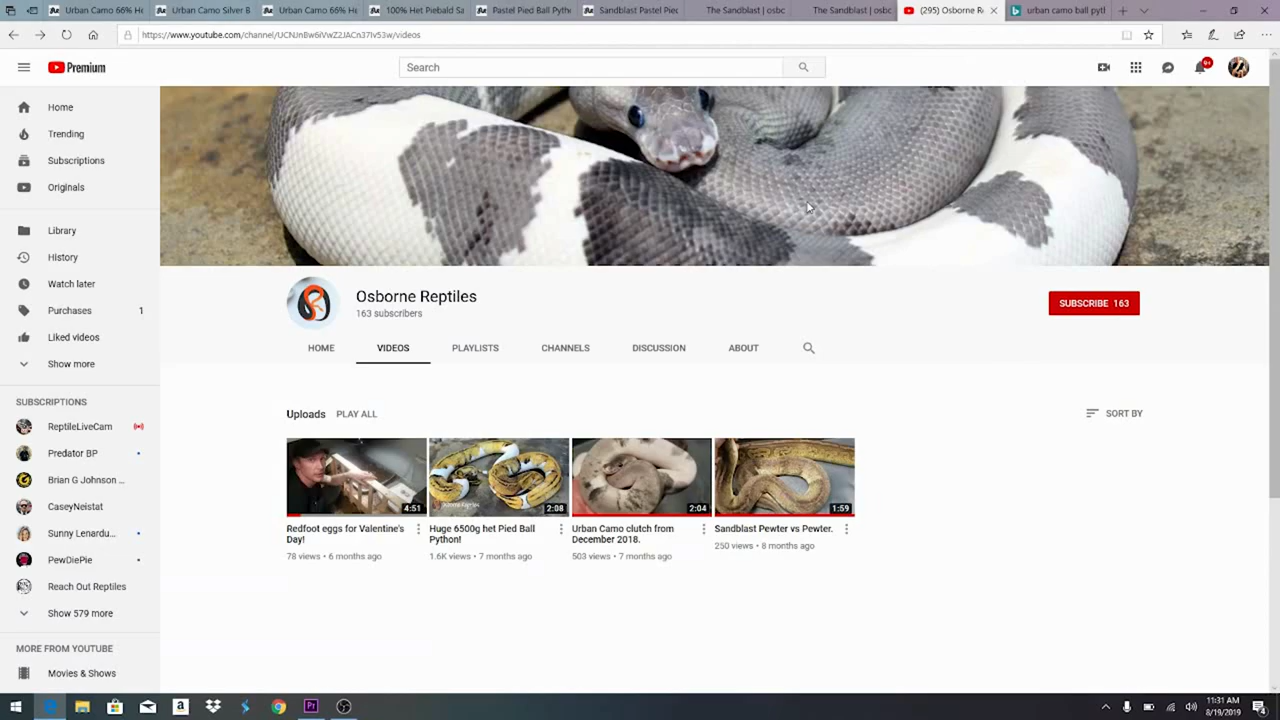 Urban Camo 66% He
Urban Camo Silver B
Urban Camo 66% He
100% Het Piebald Sa
Pastel Pied Ball Pyth
Sandblast Pastel Pied
The Sandblast | osbc
The Sandblast | osbc
(295) Osborne Re
urban camo ball pyth
https://www.youtube.com/channel/UCNJnBw6iVwZ2JACn37Iv53w/videos
Premium
Search
9+
Home
Trending
Subscriptions
Originals
Library
History
Watch later
Purchases 1
Liked videos
Show more
SUBSCRIPTIONS
ReptileLiveCam
Predator BP
Brian G Johnson ...
CaseyNeistat
Sunny Lenardu...
PewDiePie
Reach Out Reptiles
Show 579 more
MORE FROM YOUTUBE
Movies & Shows
Osborne Reptiles
163 subscribers
SUBSCRIBE 163
HOME VIDEOS PLAYLISTS CHANNELS DISCUSSION ABOUT
Uploads PLAY ALL
SORT BY
4:51
Redfoot eggs for Valentine's
Day!
78 views • 6 months ago
2:08
Huge 6500g het Pied Ball
Python!
1.6K views • 7 months ago
2:04
Urban Camo clutch from
December 2018.
503 views • 7 months ago
1:59
Sandblast Pewter vs Pewter.
250 views • 8 months ago
11:31 AM
8/19/2019